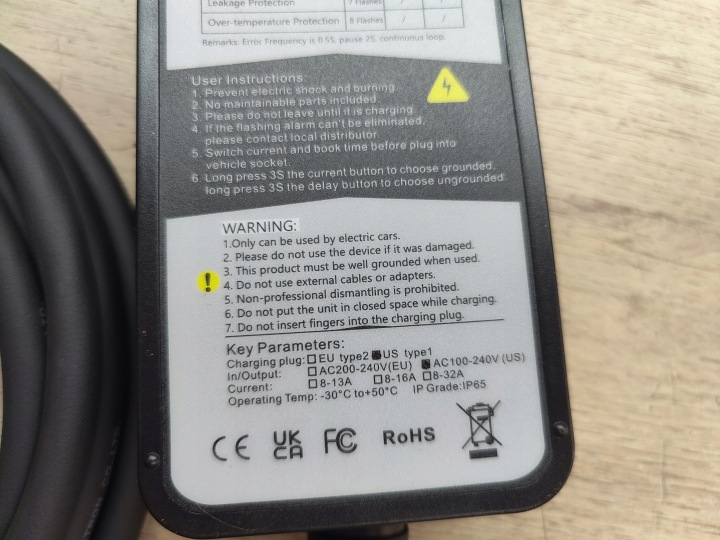 Leakage Protection 7 Flashes / /
Over-temperature Protection 8 Flashes / /
Remarks: Error Frequency is 0.5S, pause 2S, continuous loop.
User Instructions:
1. Prevent electric shock and burning.
2. No maintainable parts included.
3. Please do not leave until it is charging.
4. If the flashing alarm can't be eliminated,
please contact local distributor.
5. Switch current and book time before plug into
vehicle socket.
6. Long press 3S the current button to choose grounded,
long press 3S the delay button to choose ungrounded
WARNING:
1.Only can be used by electric cars.
2. Please do not use the device if it was damaged.
3. This product must be well grounded when used.
4. Do not use external cables or adapters.
5. Non-professional dismantling is prohibited.
6. Do not put the unit in closed space while charging.
7. Do not insert fingers into the charging plug.
Key Parameters:
Charging plug: □EU type2 ■US type1
In/Output: □AC200-240V(EU) ■AC100-240V (US)
Current: □8-13A □8-16A □8-32A
Operating Temp: -30°C to+50°C IP Grade:IP65
CE UK CA FC RoHS